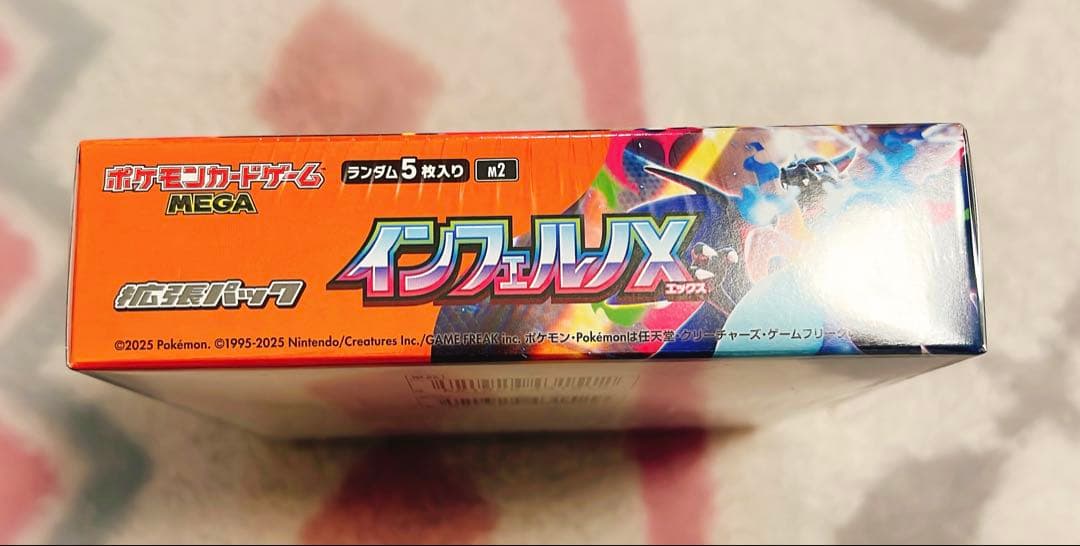 ポケモンカードゲーム
MEGA
ランダム5枚入り M2
インフェルノX
エックス
拡張パック
©2025 Pokémon. ©1995-2025 Nintendo/Creatures Inc./GAME FREAK inc. ポケモン・Pokémonは任天堂・クリーチャーズ・ゲームフリーク